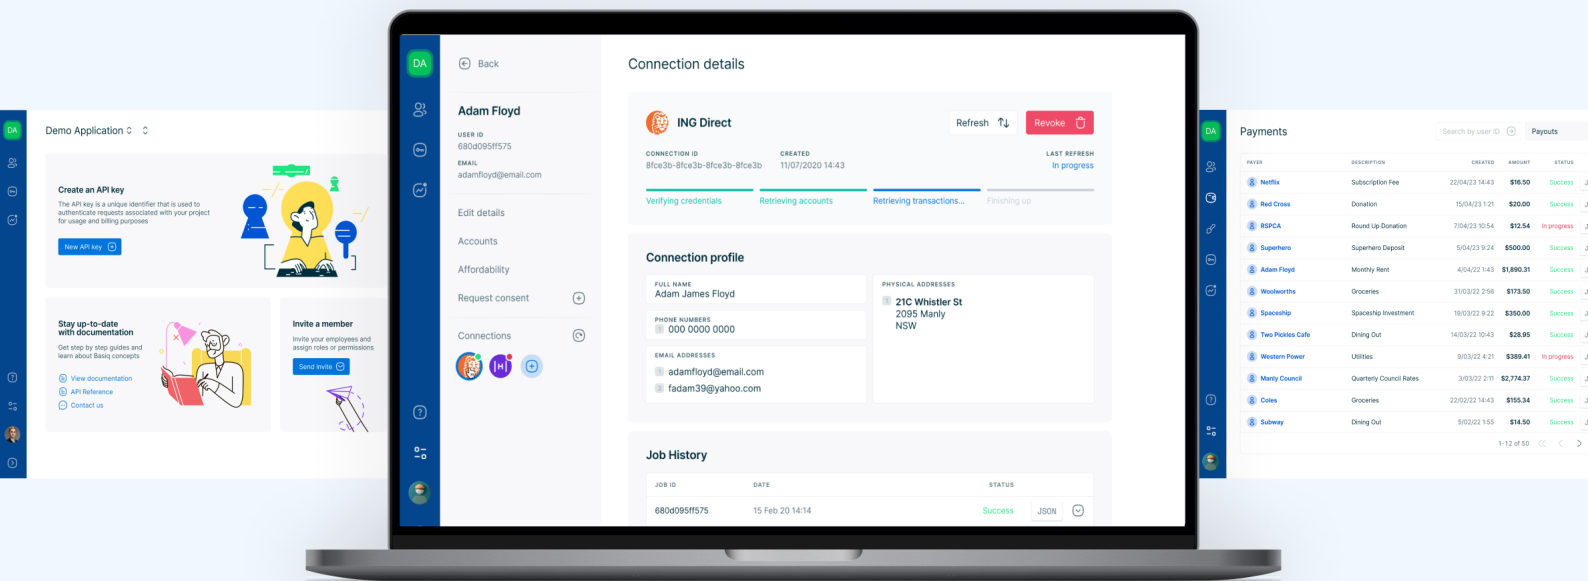 DA
Demo Application
Create an API key
The API key is a unique identifier that is used to
authenticate requests associated with your project
for usage and billing purposes
New API key
Stay up-to-date
with documentation
Get step by step guides and
learn about Basiq concepts
View documentation
API Reference
Contact us
Invite a member
Invite your employees and
assign roles or permissions
Send invite
DA
Back
Adam Floyd
USER ID
680d095ff575
EMAIL
adamfloyd@email.com
Edit details
Accounts
Affordability
Request consent
Connections
H
Connection details
ING Direct
Refresh
Revoke
CONNECTION ID
CREATED
LAST REFRESH
8fce3b-8fce3b-8fce3b-8fce3b
11/07/2020 14:43
In progress
Verifying credentials
Retrieving accounts
Retrieving transactions...
Finishing up
Connection profile
FULL NAME
Adam James Floyd
PHONE NUMBERS
1 000 0000 0000
EMAIL ADDRESSES
1 adamfloyd@email.com
2 fadam39@yahoo.com
PHYSICAL ADDRESSES
1 21C Whistler St
2095 Manly
NSW
Job History
JOB ID DATE STATUS
680d095ff575 15 Feb 20 14:14 Success JSON
DA
Payments
Search by user ID
Payouts
PAYER DESCRIPTION CREATED AMOUNT STATUS
Netflix Subscription Fee 22/04/23 14:43 $16.50 Success J
Red Cross Donation 15/04/23 1:21 $20.00 Success J
RSPCA Round Up Donation 7/04/23 10:54 $12.54 In progress J
Superhero Superhero Deposit 5/04/23 9:24 $500.00 Success J
Adam Floyd Monthly Rent 4/04/22 1:43 $1,890.31 Success J
Woolworths Groceries 31/03/22 2:56 $173.50 Success J
Spaceship Spaceship Investment 19/03/22 9:22 $350.00 Success J
Two Pickles Cafe Dining Out 14/03/22 10:43 $28.95 Success J
Western Power Utilities 9/03/22 4:21 $389.41 In progress J
Manly Council Quarterly Council Rates 3/03/22 2:11 $2,774.37 Success J
Coles Groceries 22/02/22 14:43 $155.34 Success J
Subway Dining Out 5/02/22 1:55 $14.50 Success J
1-12 of 50